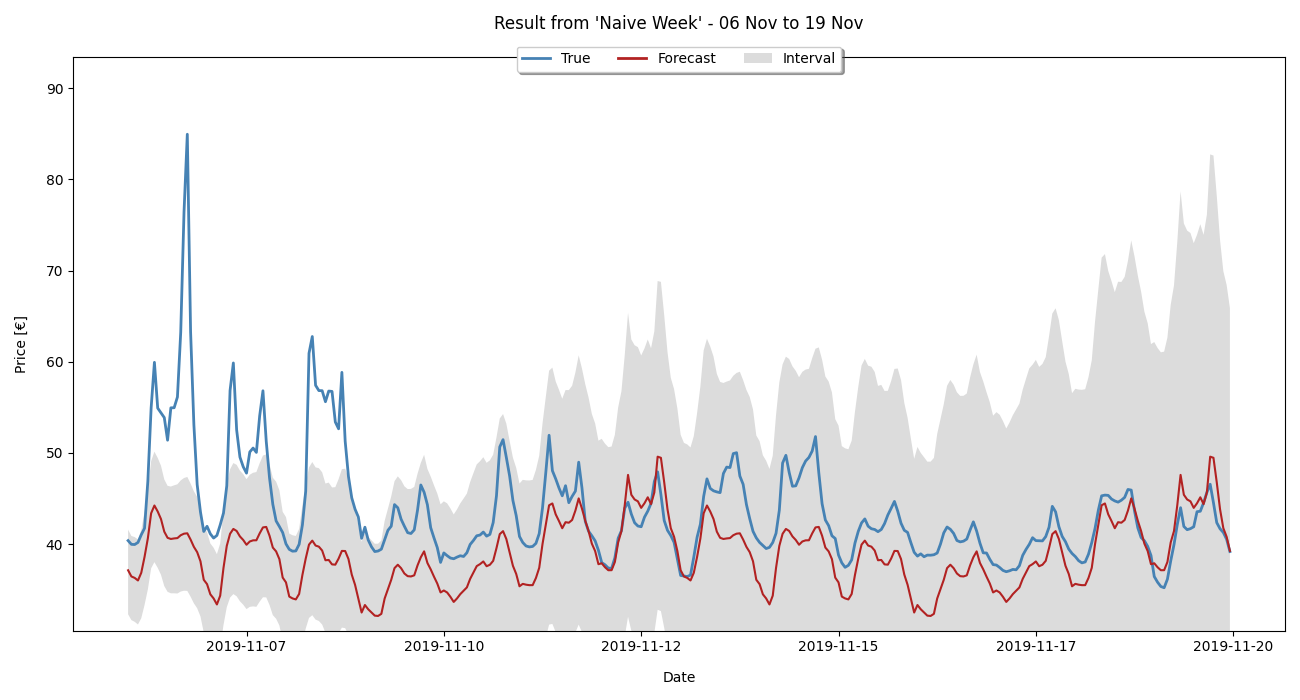 Result from 'Naive Week' - 06 Nov to 19 Nov
True Forecast Interval
90
80
70
60
50
40
Price [€]
2019-11-07 2019-11-10 2019-11-12 2019-11-15 2019-11-17 2019-11-20
Date